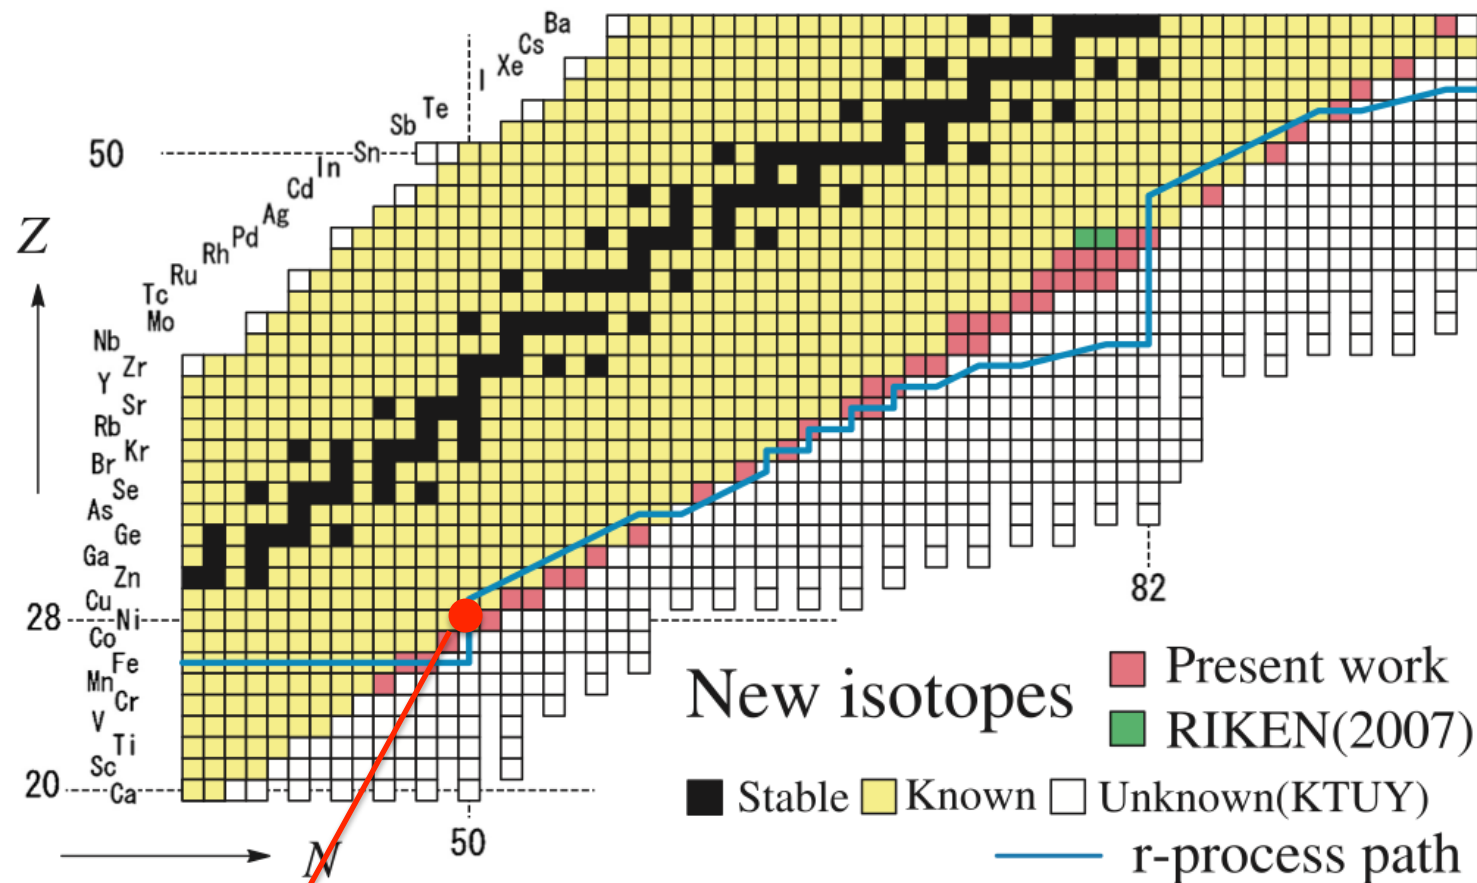 Ba
Cs
Xe
I
Te
Sb
50
Sn
In
Cd
Ag
Pd
Z
Rh
Ru
Tc
Mo
Nb
Zr
Y
Sr
Rb
Kr
Br
Se
As
Ge
Ga
Zn
82
Cu
28
Ni
Co
Fe
Mn
Cr
V
Ti
Sc
20
Ca
50
N
New isotopes
Present work
RIKEN(2007)
Stable
Known
Unknown(KTUY)
r-process path